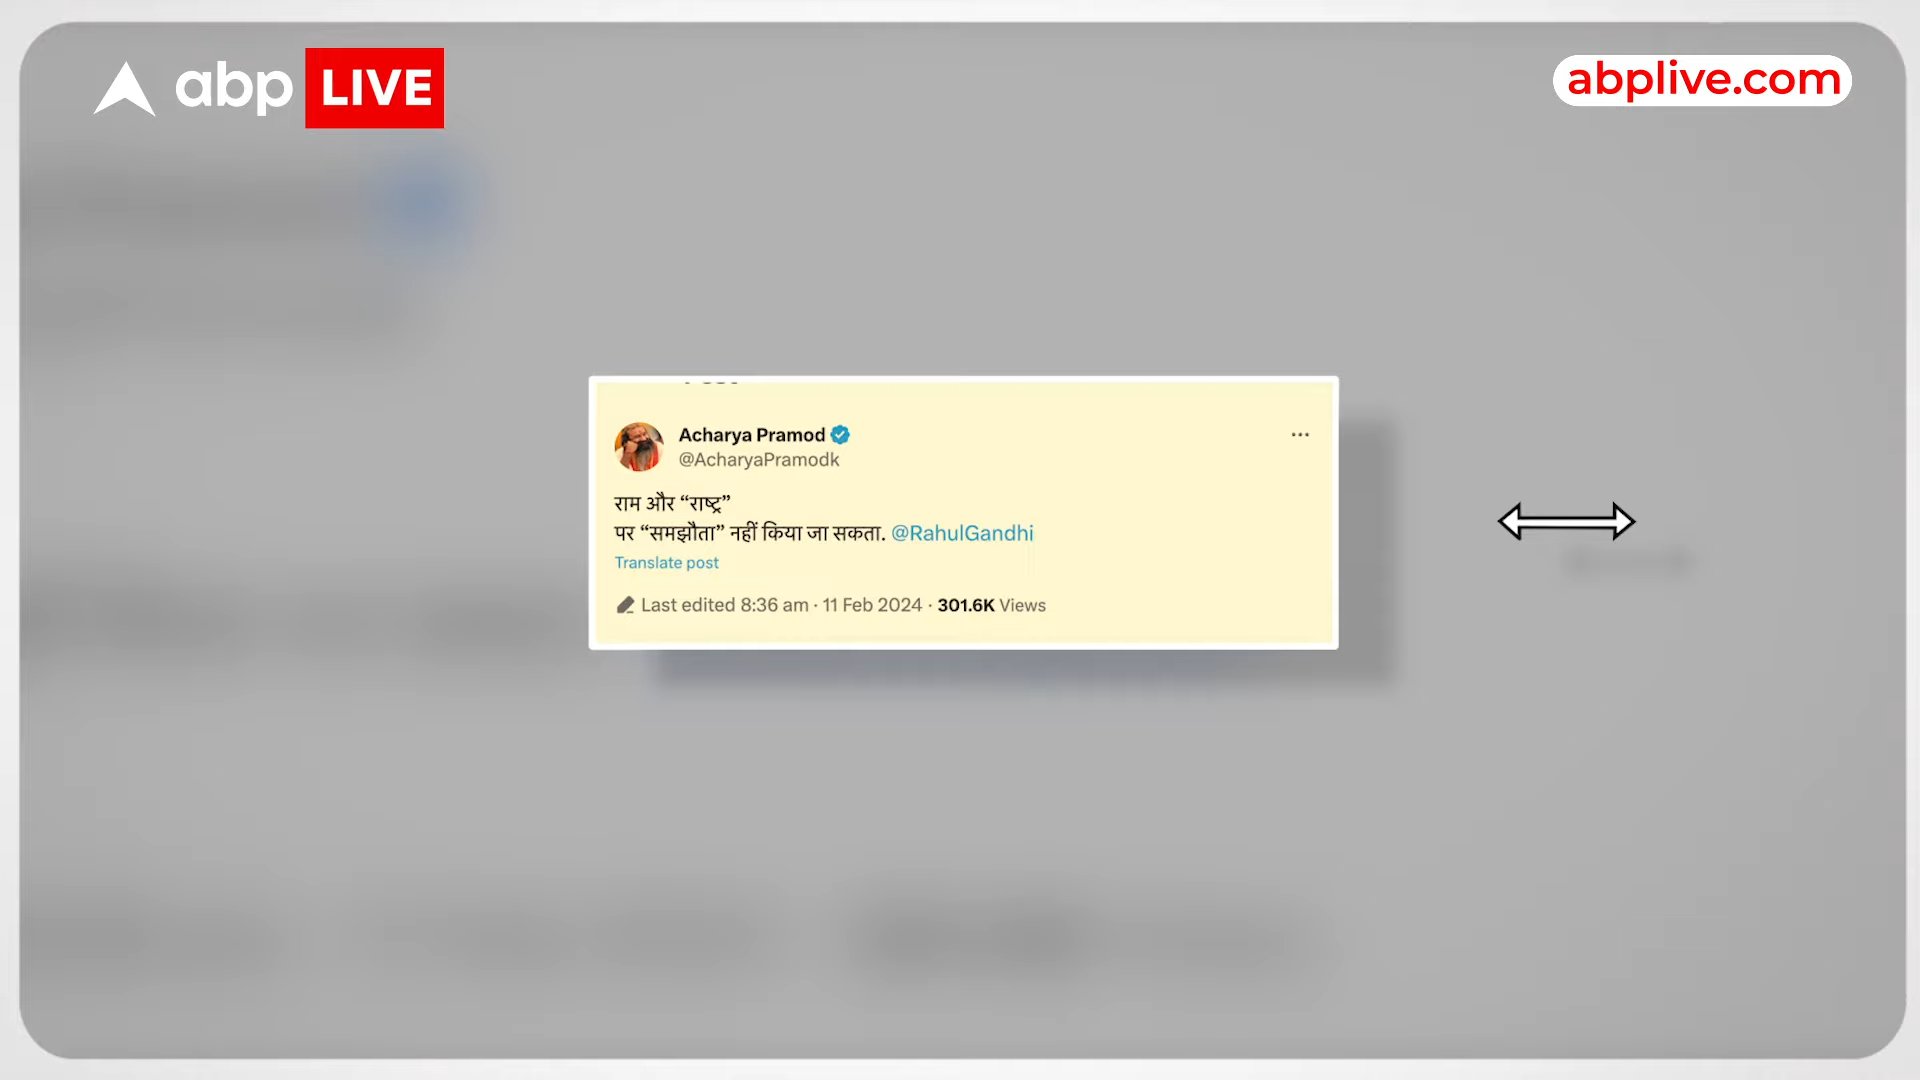 abp LIVE
abplive.com
Acharya Pramod
@AcharyaPramodk
राम और “राष्ट्र”
पर “समझौता” नहीं किया जा सकता. @RahulGandhi
Translate post
Last edited 8:36 am · 11 Feb 2024 · 301.6K Views